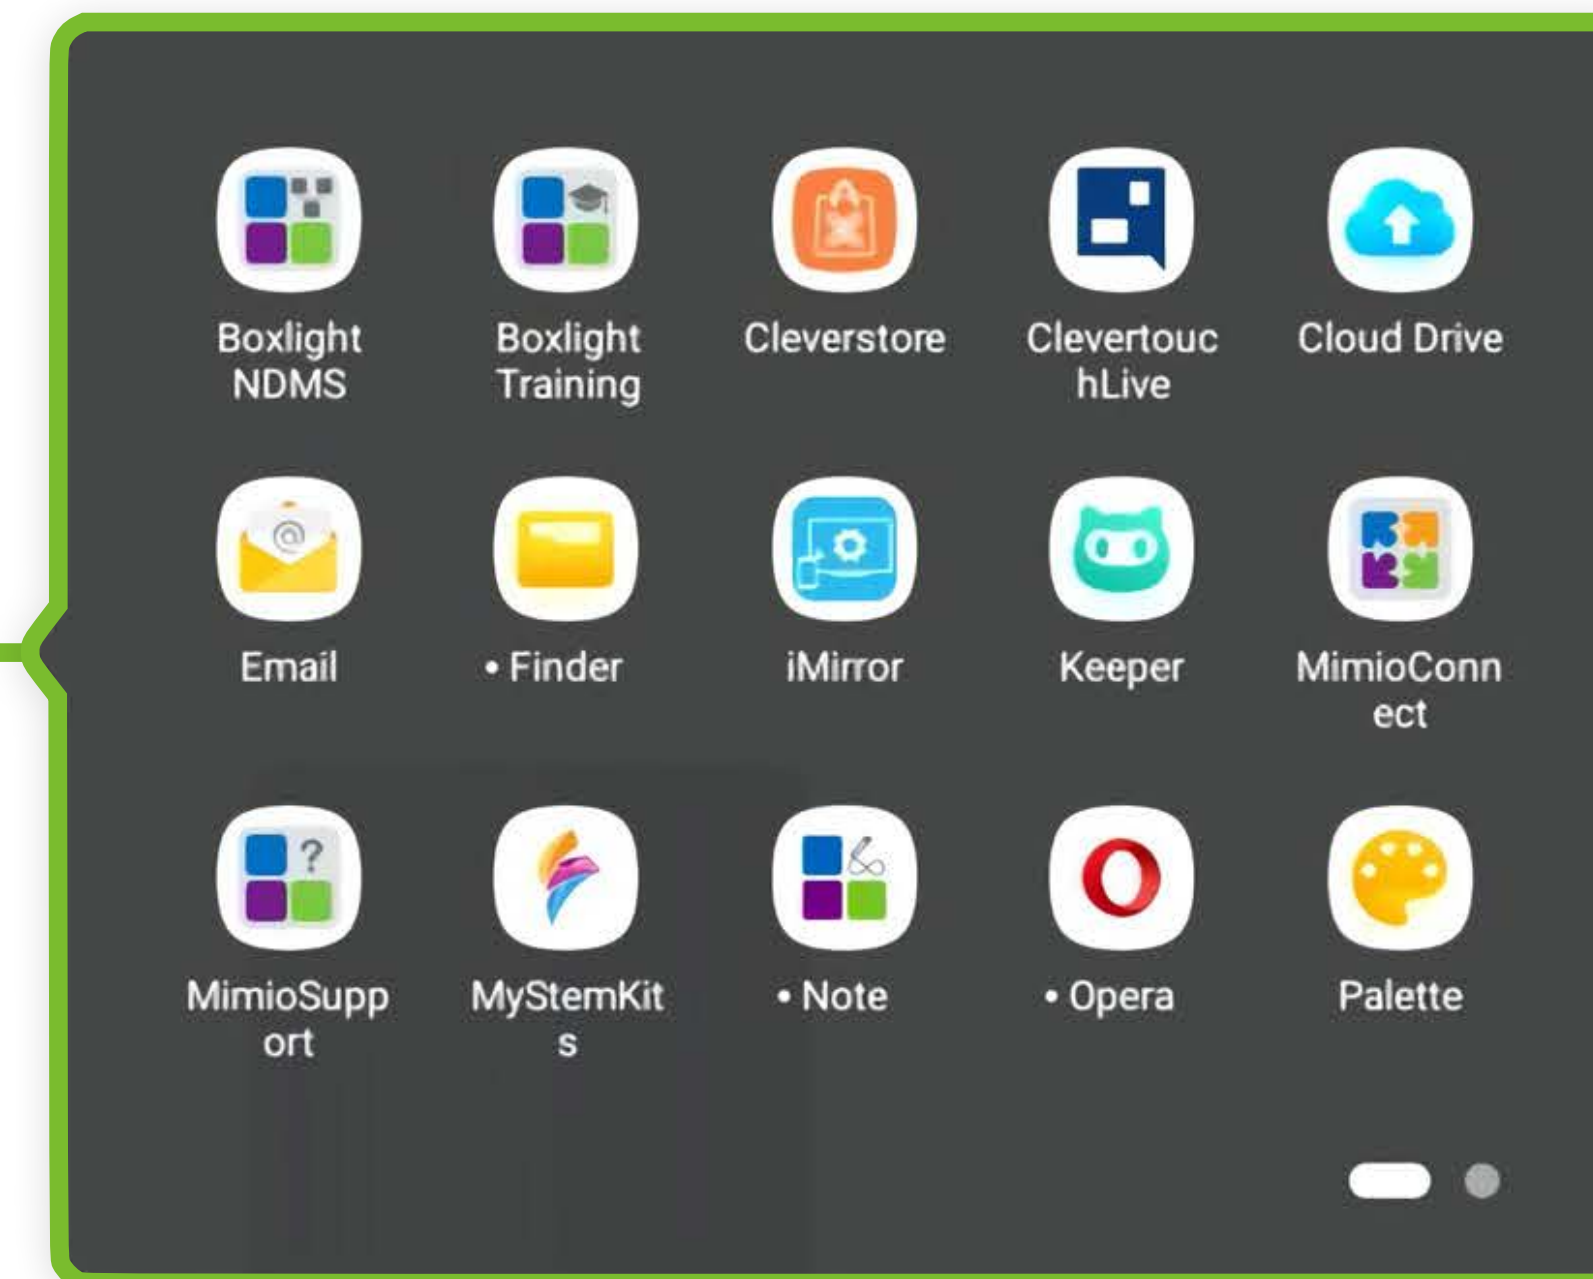 Boxlight
NDMS
Boxlight
Training
Cleverstore
Clevertouc
hLive
Cloud Drive
@
Email
• Finder
iMirror
Keeper
MimioConn
ect
?
MimioSupp
ort
MyStemKit
s
• Note
• Opera
Palette